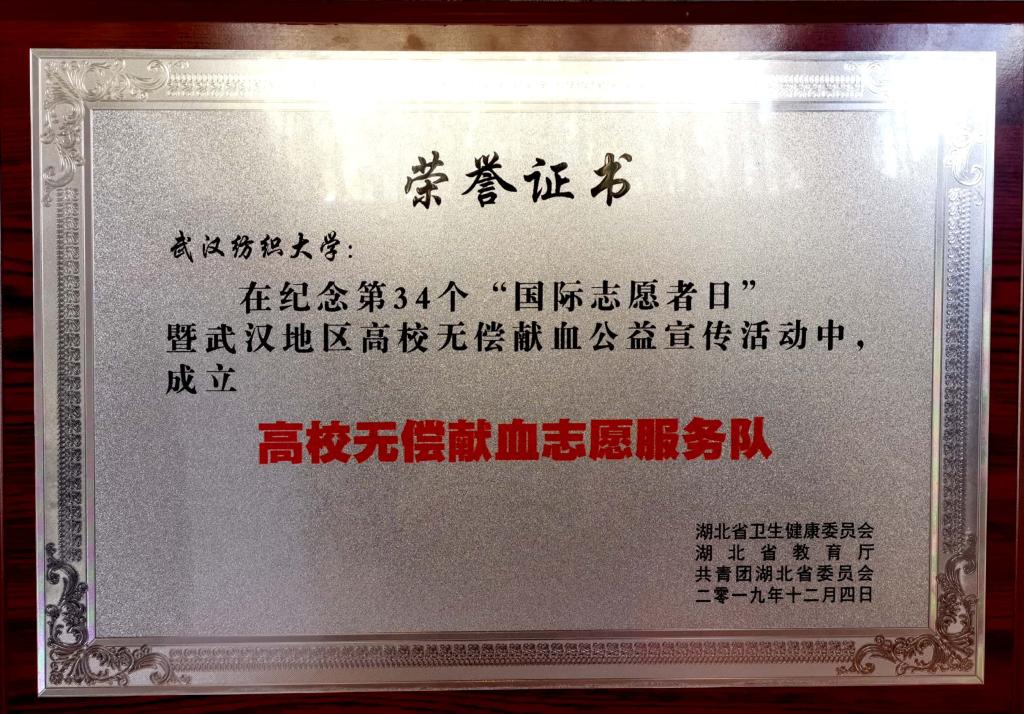 荣誉证书
武汉纺织大学：
在纪念第34个“国际志愿者日”
暨武汉地区高校无偿献血公益宣传活动中，
成立
高校无偿献血志愿服务队
湖北省卫生健康委员会
湖北省教育厅
共青团湖北省委员会
二零一九年十二月四日